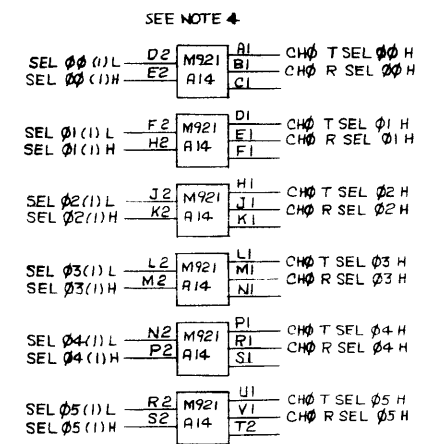 SEE NOTE 4
D2 A1 CHØ T SEL ØØ H
SEL ØØ (1) L M921 B1
SEL ØØ (1) H E2 A14 CHØ R SEL ØØ H
C1
F2 D1 CHØ T SEL Ø1 H
SEL Ø1 (1) L M921 E1
SEL Ø1 (1) H H2 A14 CHØ R SEL Ø1 H
F1
J2 H1 CHØ T SEL Ø2 H
SEL Ø2 (1) L M921 J1
SEL Ø2 (1) H K2 A14 CHØ R SEL Ø2 H
K1
L2 L1 CHØ T SEL Ø3 H
SEL Ø3 (1) L M921 M1
SEL Ø3 (1) H M2 A14 CHØ R SEL Ø3 H
N1
N2 P1 CHØ T SEL Ø4 H
SEL Ø4 (1) L M921 R1
SEL Ø4 (1) H P2 A14 CHØ R SEL Ø4 H
S1
R2 U1 CHØ T SEL Ø5 H
SEL Ø5 (1) L M921 V1
SEL Ø5 (1) H S2 A14 CHØ R SEL Ø5 H
T2